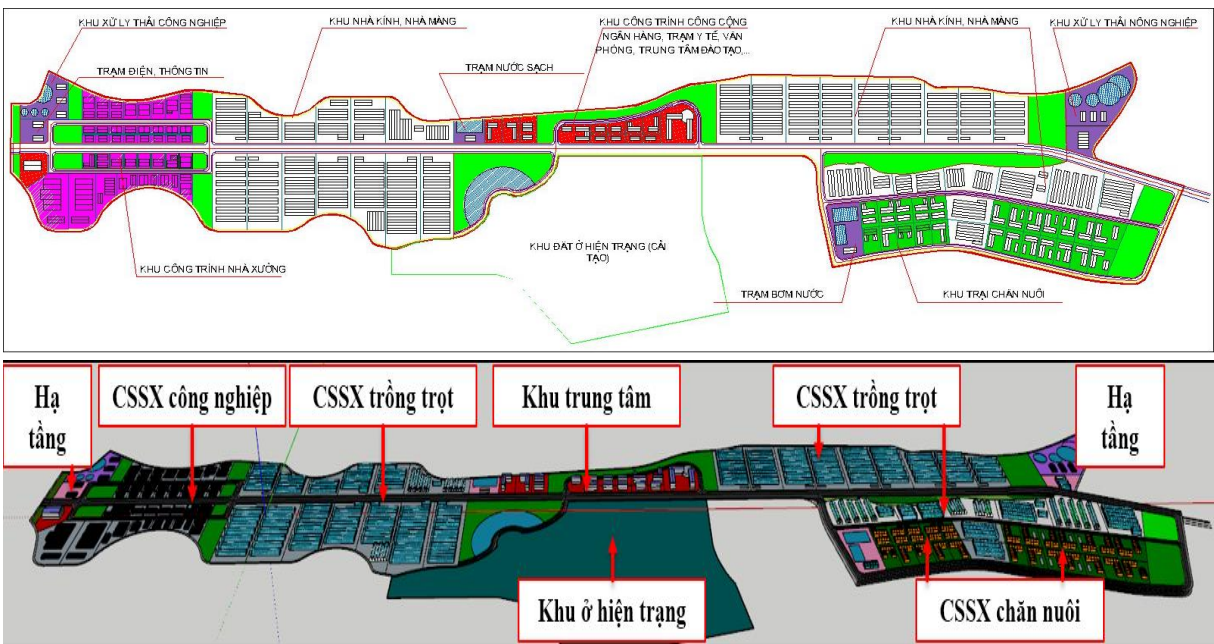 KHU XỬ LÝ THẢI CÔNG NGHIỆP
KHU NHÀ KÍNH, NHÀ MÀNG
KHU CÔNG TRÌNH CÔNG CỘNG
NGÂN HÀNG, TRẠM Y TẾ, VĂN
PHÒNG, TRUNG TÂM ĐÀO TẠO,...
KHU NHÀ KÍNH, NHÀ MÀNG
KHU XỬ LÝ THẢI NÔNG NGHIỆP
TRẠM ĐIỆN, THÔNG TIN
TRẠM NƯỚC SẠCH
KHU ĐẤT Ở HIỆN TRẠNG (CẢI
TẠO)
KHU CÔNG TRÌNH NHÀ XƯỞNG
TRẠM BƠM NƯỚC
KHU TRẠI CHĂN NUÔI
Hạ
tầng
CSSX công nghiệp
CSSX trồng trọt
Khu trung tâm
CSSX trồng trọt
Hạ
tầng
Khu ở hiện trạng
CSSX chăn nuôi